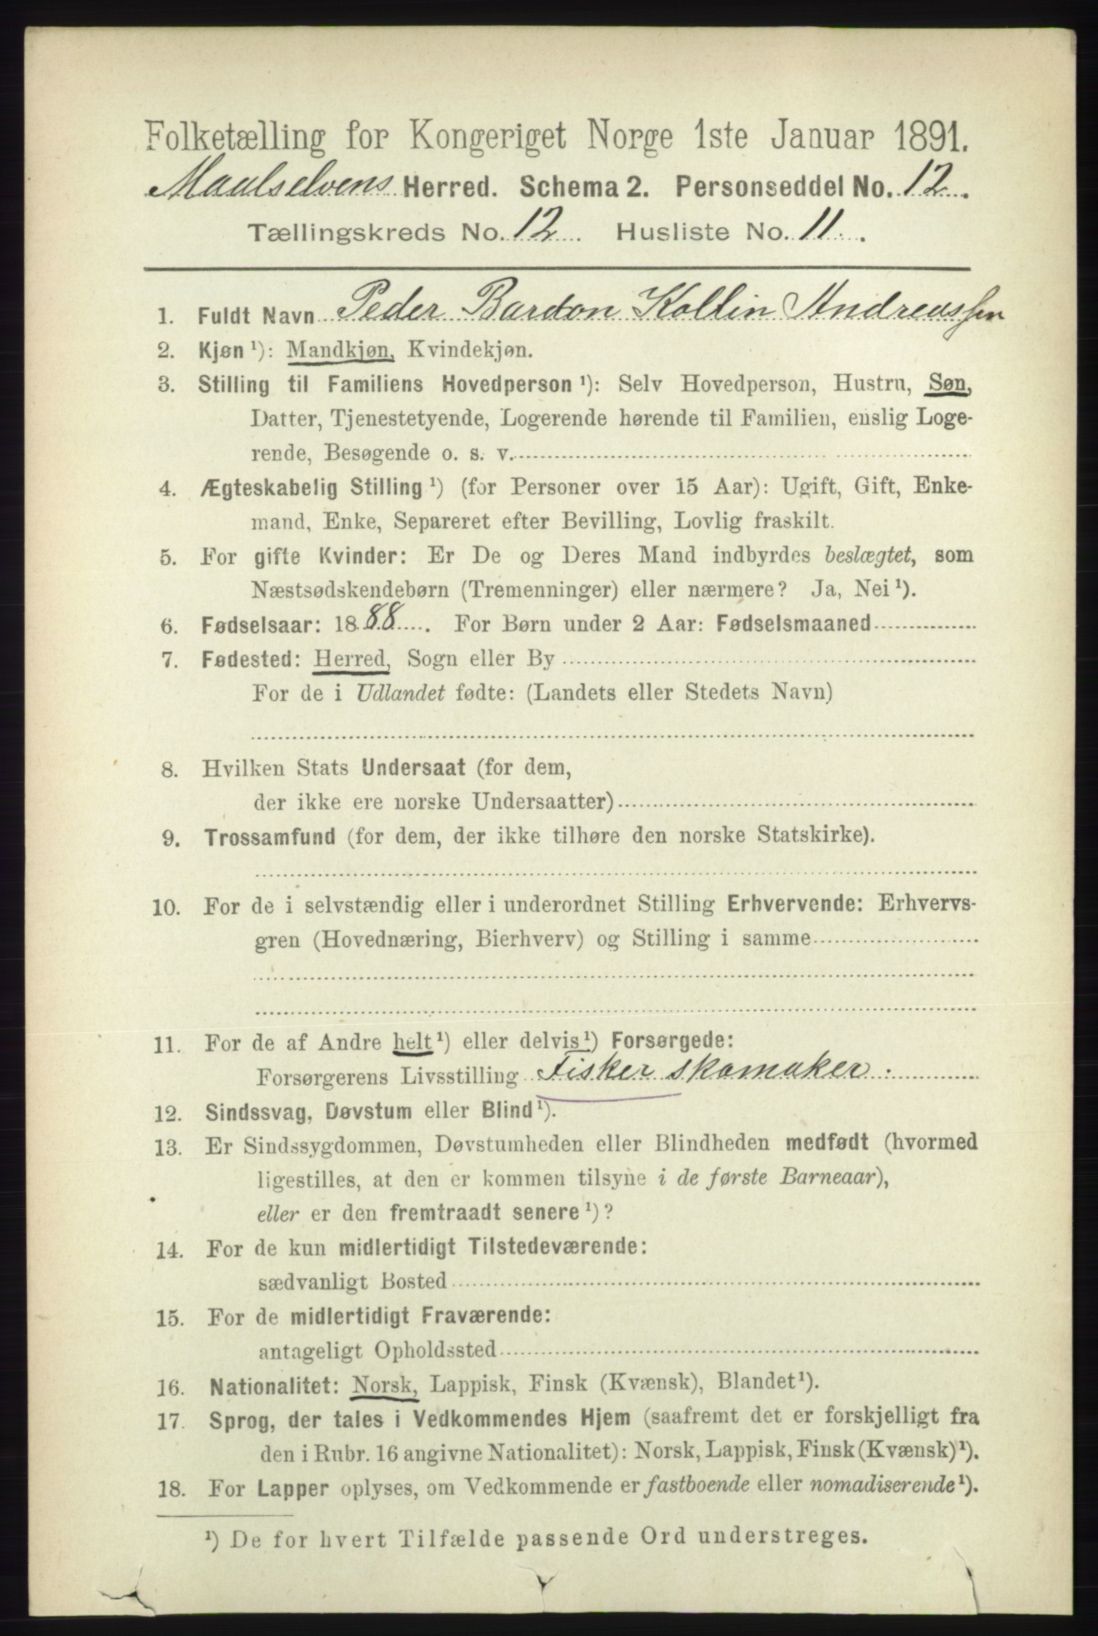 Folketælling for Kongeriget Norge 1ste Januar 1891.
Maalselvens Herred. Schema 2. Personseddel No. 12.
Tællingskreds No. 12. Husliste No. 11.
1. Fuldt Navn Peder Bardon Kollin Andreassen
2. Kjøn ¹): Mandkjøn, Kvindekjøn.
3. Stilling til Familiens Hovedperson ¹): Selv Hovedperson, Hustru, Søn,
Datter, Tjenestetyende, Logerende hørende til Familien, enslig Loge-
rende, Besøgende o. s. v.
4. Ægteskabelig Stilling ¹) (for Personer over 15 Aar): Ugift, Gift, Enke-
mand, Enke, Separeret efter Bevilling, Lovlig fraskilt.
5. For gifte Kvinder: Er De og Deres Mand indbyrdes beslægtet, som
Næstsødskendebørn (Tremenninger) eller nærmere? Ja, Nei ¹).
6. Fødselsaar: 1888. For Børn under 2 Aar: Fødselsmaaned
7. Fødested: Herred, Sogn eller By
For de i Udlandet fødte: (Landets eller Stedets Navn)
8. Hvilken Stats Undersaat (for dem,
der ikke ere norske Undersaatter)
9. Trossamfund (for dem, der ikke tilhøre den norske Statskirke).
10. For de i selvstændig eller i underordnet Stilling Erhvervende: Erhvervs-
gren (Hovednæring, Bierhverv) og Stilling i samme
11. For de af Andre helt ¹) eller delvis ¹) Forsørgede:
Forsørgerens Livsstilling Fisker skomaker.
12. Sindssvag, Døvstum eller Blind ¹).
13. Er Sindssygdommen, Døvstumheden eller Blindheden medfødt (hvormed
ligestilles, at den er kommen tilsyne i de første Barneaar),
eller er den fremtraadt senere ¹)?
14. For de kun midlertidigt Tilstedeværende:
sædvanligt Bosted
15. For de midlertidigt Fraværende:
antageligt Opholdssted
16. Nationalitet: Norsk, Lappisk, Finsk (Kvænsk), Blandet ¹).
17. Sprog, der tales i Vedkommendes Hjem (saafremt det er forskjelligt fra
den i Rubr. 16 angivne Nationalitet): Norsk, Lappisk, Finsk (Kvænsk) ¹).
18. For Lapper oplyses, om Vedkommende er fastboende eller nomadiserende ¹).
¹) De for hvert Tilfælde passende Ord understreges.